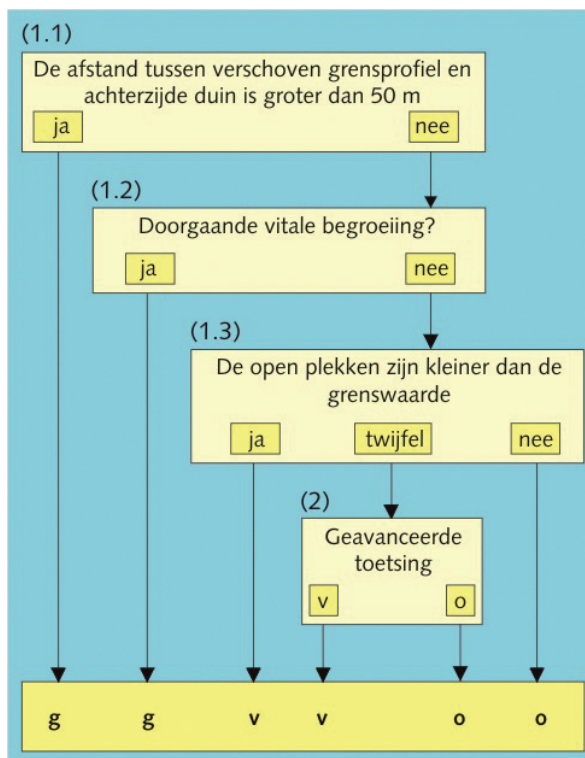 (1.1)
De afstand tussen verschoven grensprofiel en
achterzijde duin is groter dan 50 m
ja nee
(1.2)
Doorgaande vitale begroeiing?
ja nee
(1.3)
De open plekken zijn kleiner dan de
grenswaarde
ja twijfel nee
(2)
Geavanceerde
toetsing
v o
g g v v o o